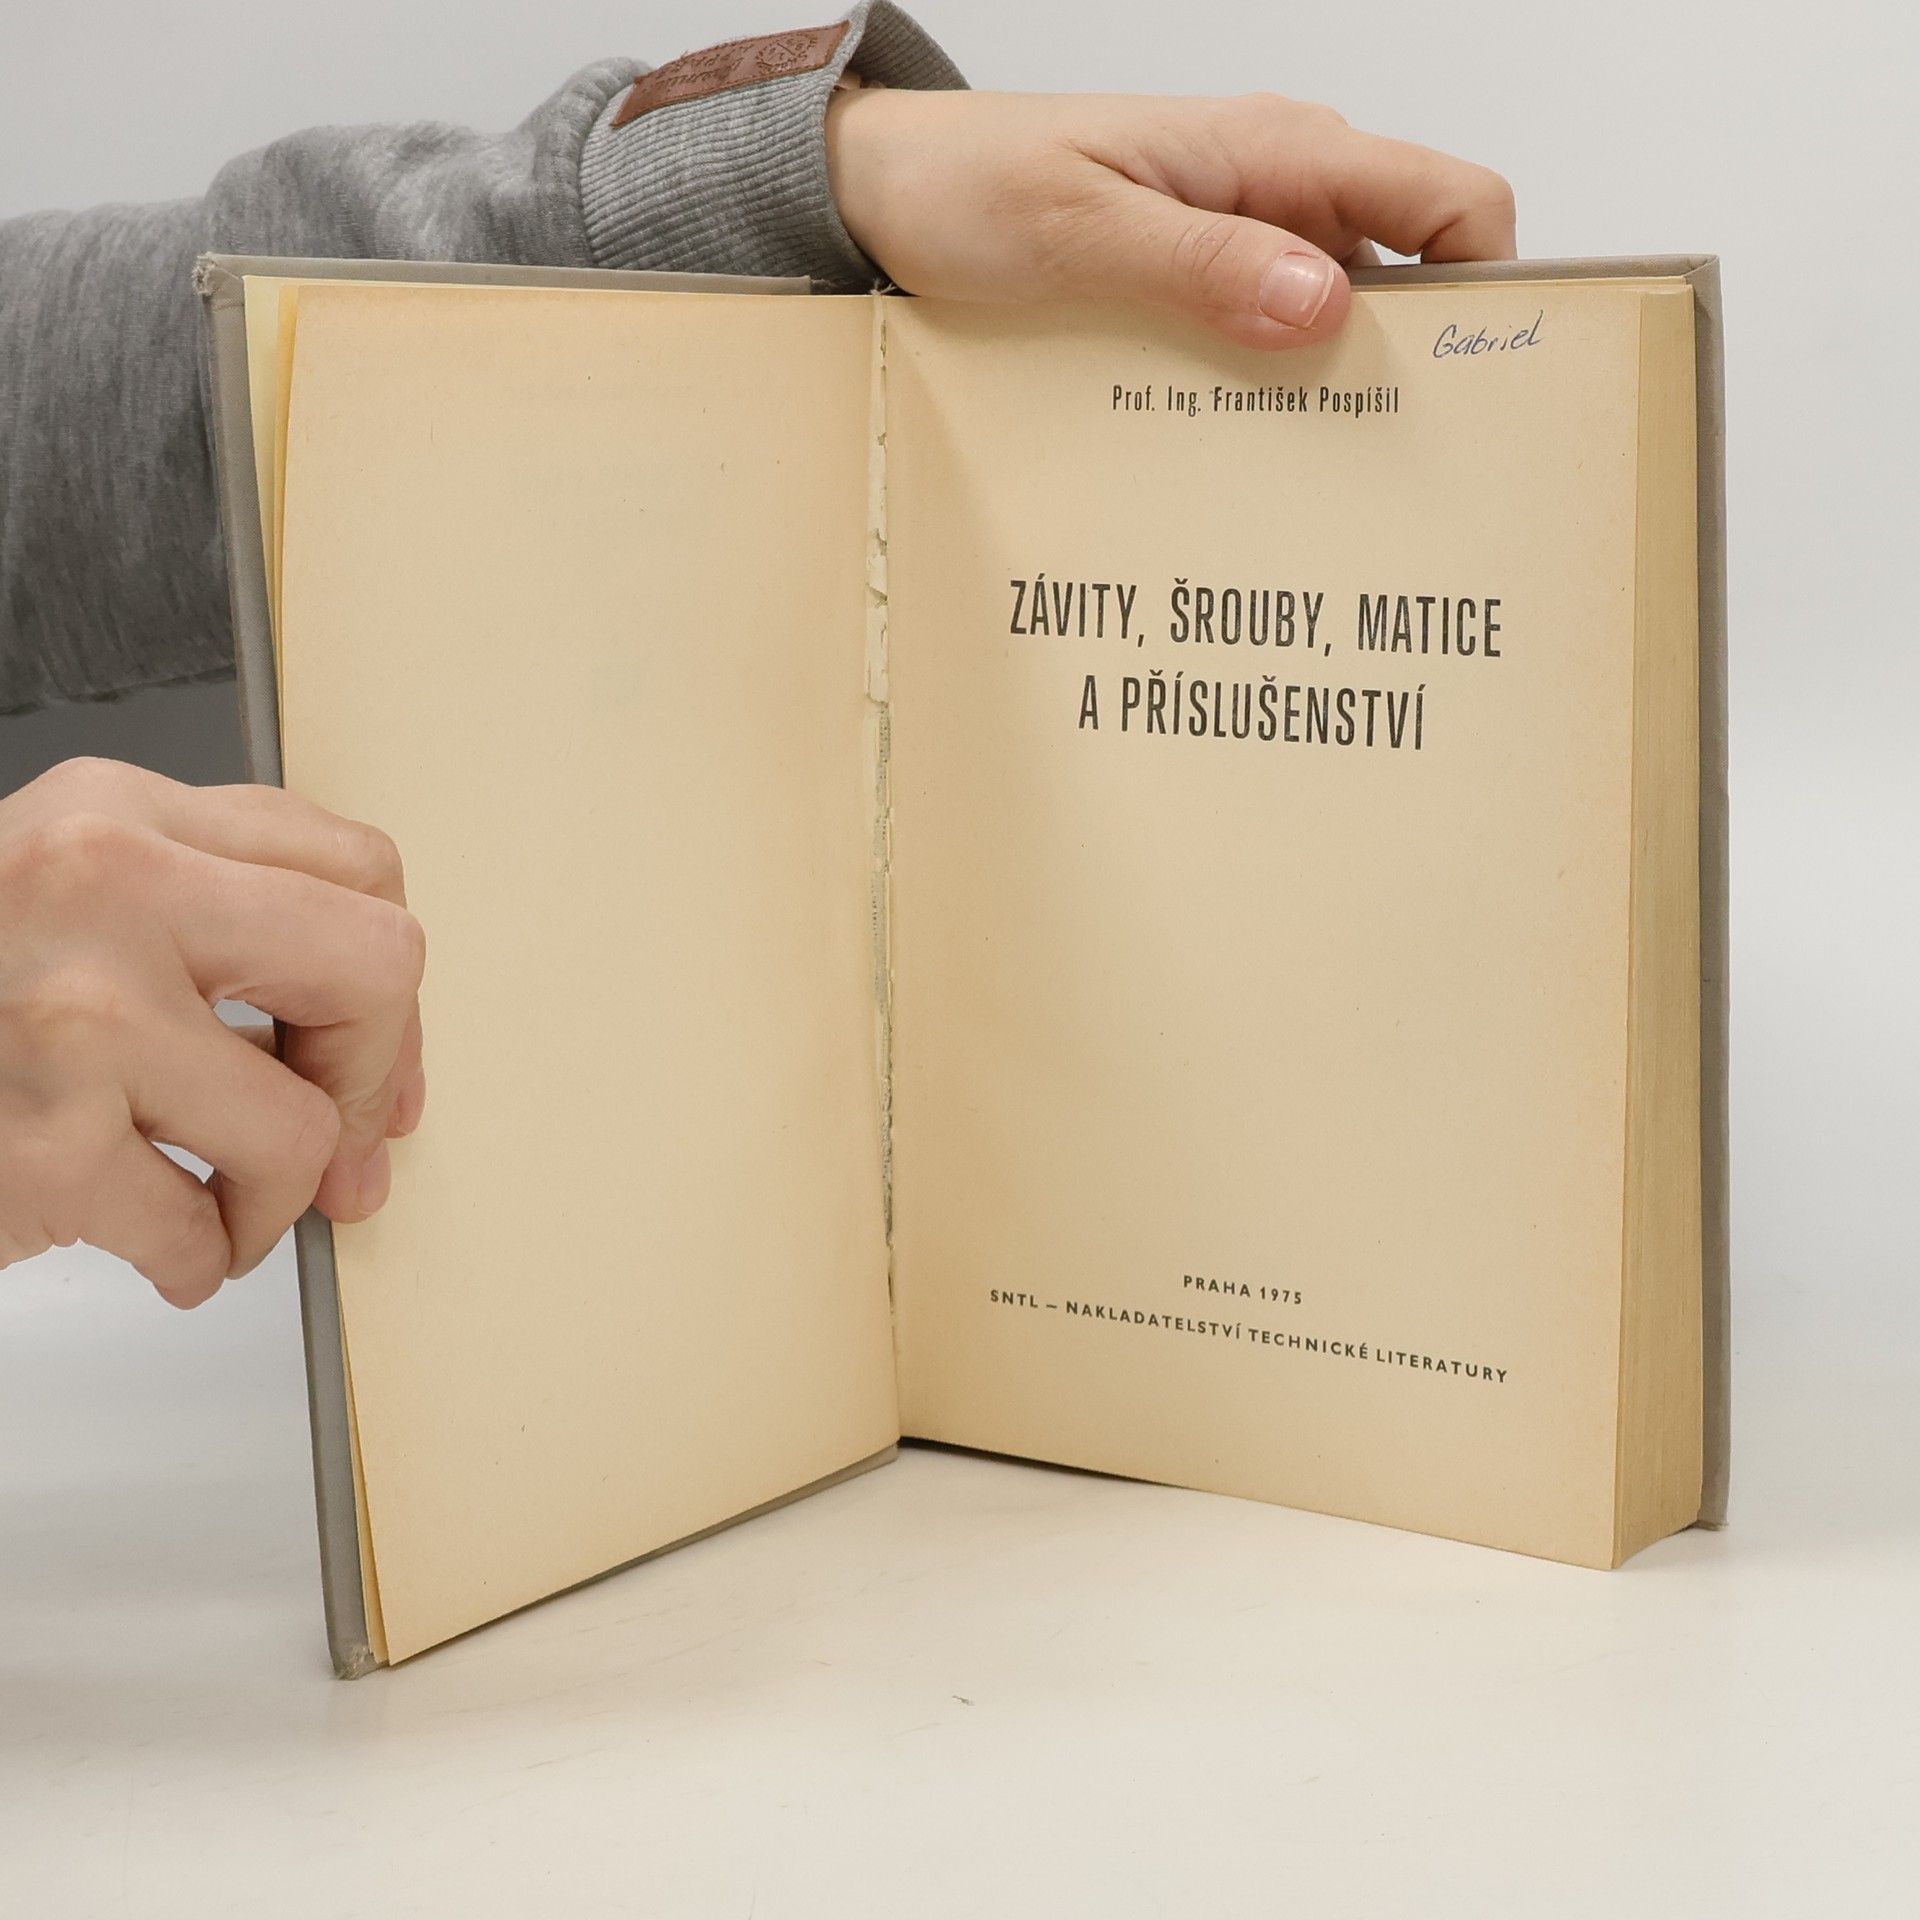 Gabriel
Prof. Ing. František Pospíšil
ZÁVITY, ŠROUBY, MATICE
A PŘÍSLUŠENSTVÍ
PRAHA 1975
SNTL – NAKLADATELSTVÍ TECHNICKÉ LITERATURY